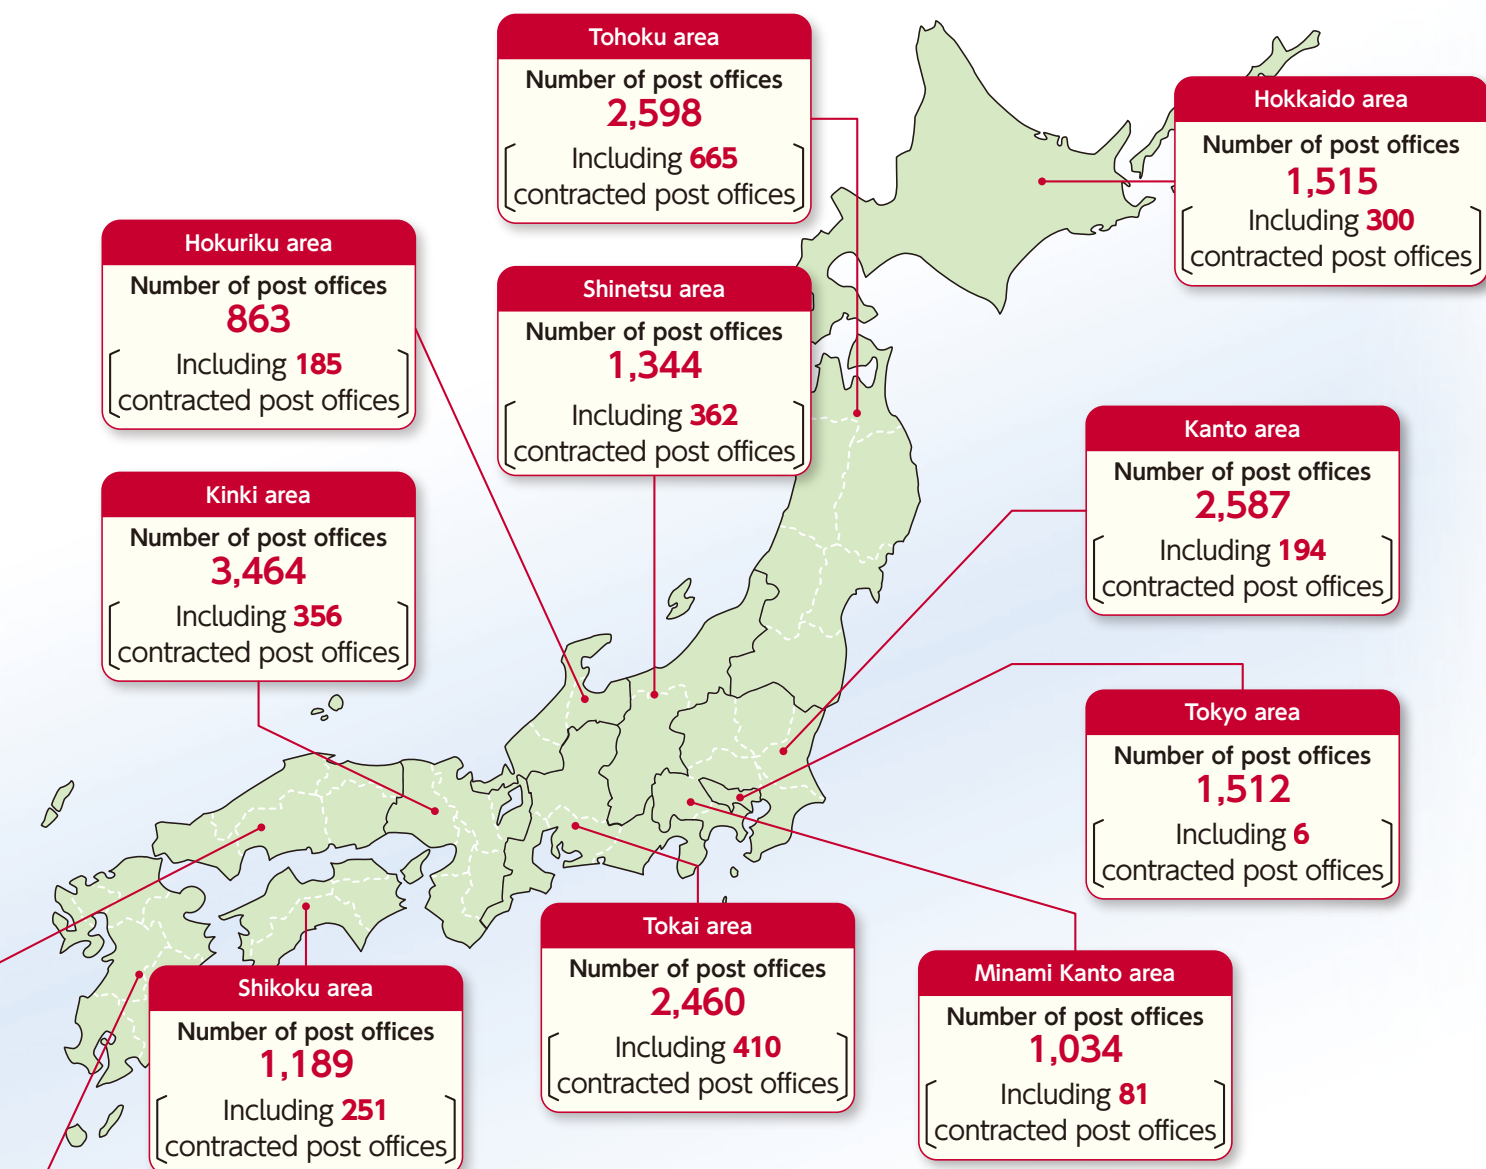 Tohoku area
Number of post offices
2,598
Including 665
contracted post offices
Hokkaido area
Number of post offices
1,515
Including 300
contracted post offices
Hokuriku area
Number of post offices
863
Including 185
contracted post offices
Shinetsu area
Number of post offices
1,344
Including 362
contracted post offices
Kanto area
Number of post offices
2,587
Including 194
contracted post offices
Kinki area
Number of post offices
3,464
Including 356
contracted post offices
Tokyo area
Number of post offices
1,512
Including 6
contracted post offices
Tokai area
Number of post offices
2,460
Including 410
contracted post offices
Minami Kanto area
Number of post offices
1,034
Including 81
contracted post offices
Shikoku area
Number of post offices
1,189
Including 251
contracted post offices